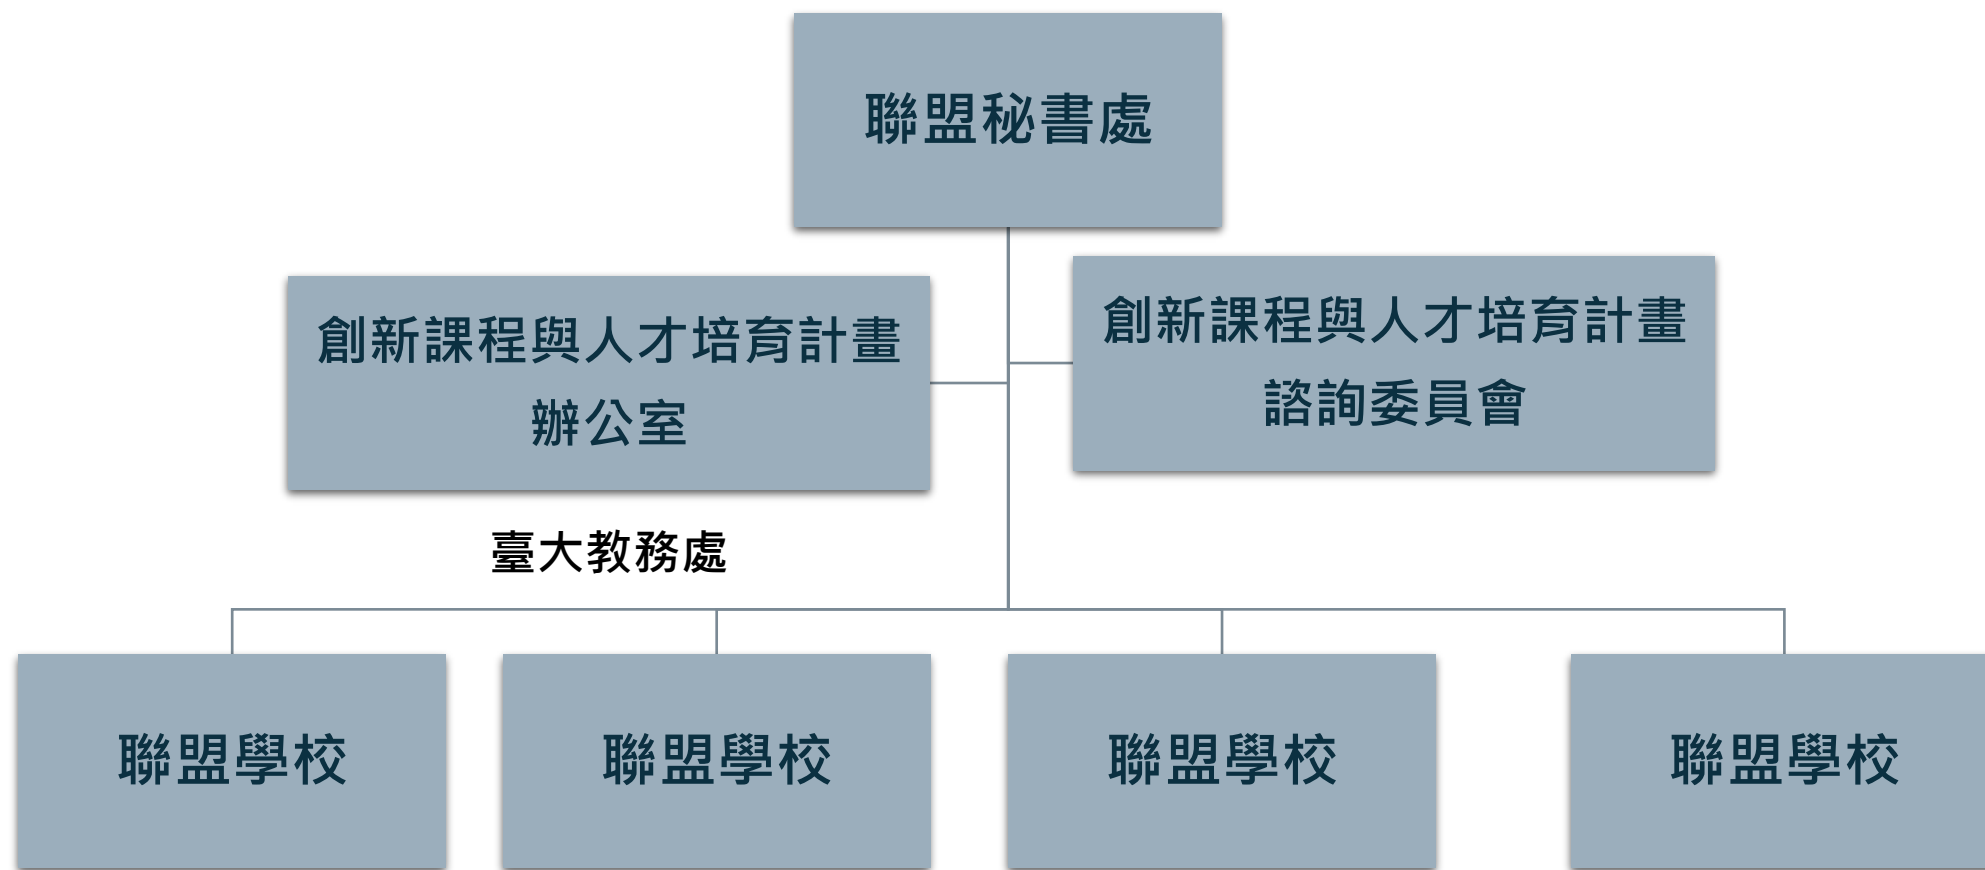 聯盟秘書處
創新課程與人才培育計畫
辦公室
創新課程與人才培育計畫
諮詢委員會
臺大教務處
聯盟學校
聯盟學校
聯盟學校
聯盟學校